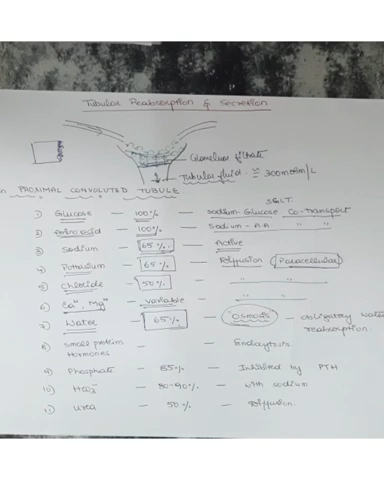 Tubular Reabsorption & Secretion
Glomelular filtrate
Tubular fluid ≃ 300 mosm/L
n PROXIMAL CONVOLUTED TUBULE
SGLT.
1) Glucose — 100% — Sodium-Glucose Co-transport
2) Amino acid — 100% — Sodium-A.A " "
3) Sodium — 65% — Active
4) Potassium — 65% — Diffusion (Paracellular)
5) Chloride — 50% — " "
6) Ca⁺⁺, Mg⁺⁺ — variable — " "
7) Water — 65% — Osmosis — obligatory Water
reabsorption.
8) Small proteins — — Endocytosis.
Hormones
9) Phosphate — 85% — Inhibited by PTH
10) HCO₃⁻ — 80-90% — with sodium
11) Urea — 50% — Diffusion.